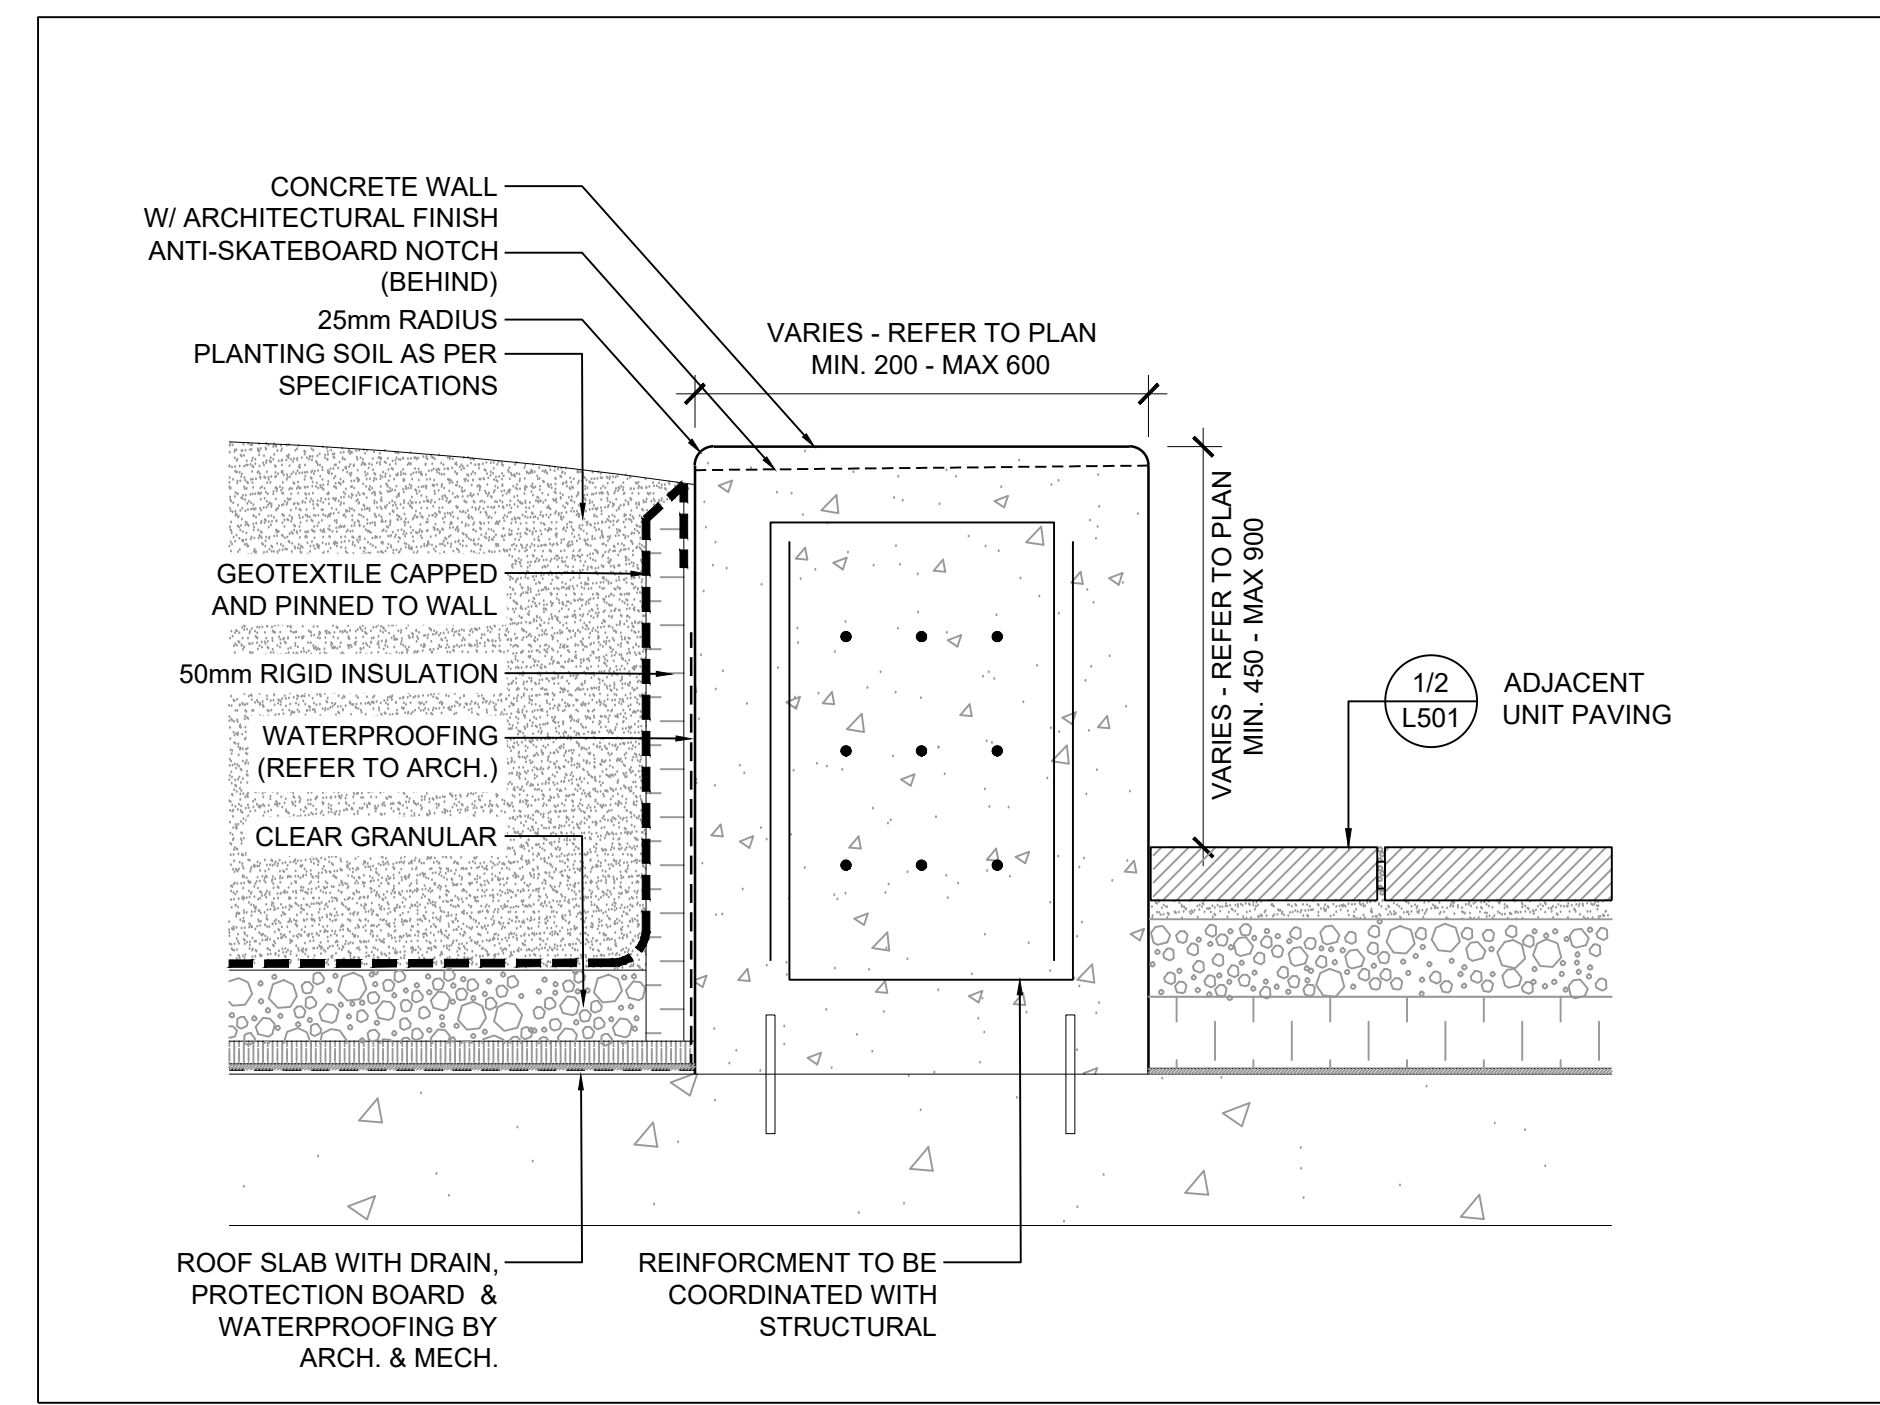 CONCRETE WALL
W/ ARCHITECTURAL FINISH
ANTI-SKATEBOARD NOTCH
(BEHIND)
25mm RADIUS
PLANTING SOIL AS PER
SPECIFICATIONS
VARIES - REFER TO PLAN
MIN. 200 - MAX 600
GEOTEXTILE CAPPED
AND PINNED TO WALL
50mm RIGID INSULATION
WATERPROOFING
(REFER TO ARCH.)
CLEAR GRANULAR
VARIES - REFER TO PLAN
MIN. 450 - MAX 900
1/2
L501
ADJACENT
UNIT PAVING
ROOF SLAB WITH DRAIN,
PROTECTION BOARD &
WATERPROOFING BY
ARCH. & MECH.
REINFORCMENT TO BE
COORDINATED WITH
STRUCTURAL